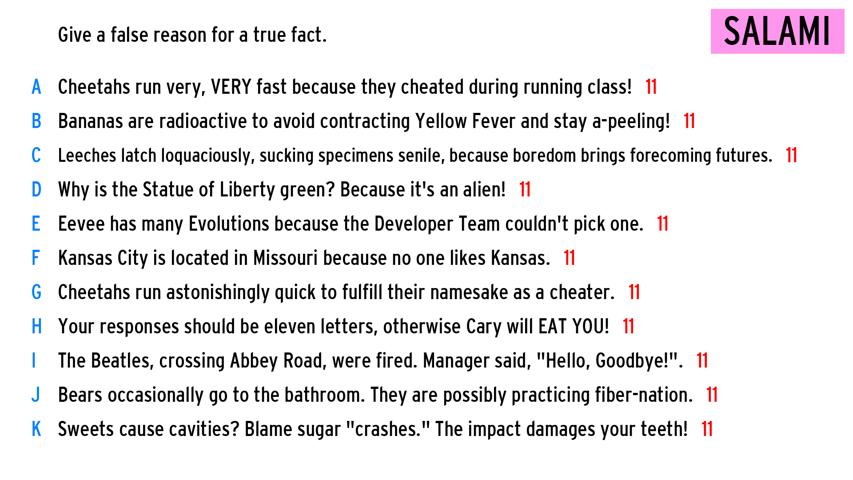 Give a false reason for a true fact.
SALAMI
A Cheetahs run very, VERY fast because they cheated during running class! 11
B Bananas are radioactive to avoid contracting Yellow Fever and stay a-peeling! 11
C Leeches latch loquaciously, sucking specimens senile, because boredom brings forecoming futures. 11
D Why is the Statue of Liberty green? Because it's an alien! 11
E Eevee has many Evolutions because the Developer Team couldn't pick one. 11
F Kansas City is located in Missouri because no one likes Kansas. 11
G Cheetahs run astonishingly quick to fulfill their namesake as a cheater. 11
H Your responses should be eleven letters, otherwise Cary will EAT YOU! 11
I The Beatles, crossing Abbey Road, were fired. Manager said, "Hello, Goodbye!". 11
J Bears occasionally go to the bathroom. They are possibly practicing fiber-nation. 11
K Sweets cause cavities? Blame sugar "crashes." The impact damages your teeth! 11